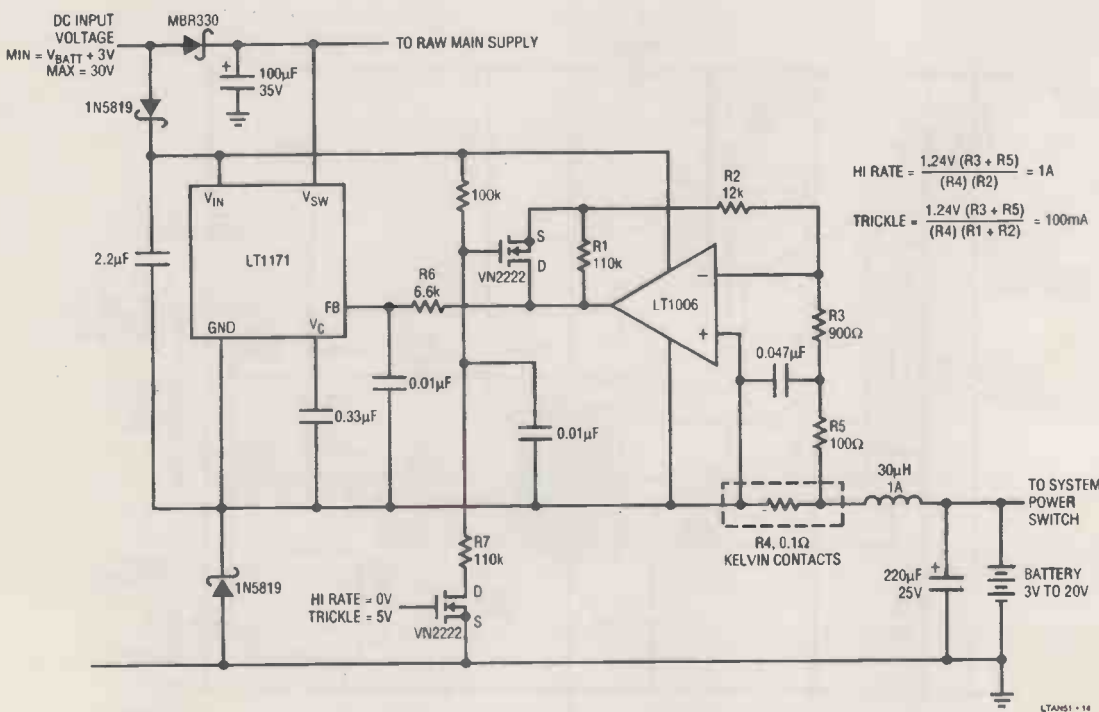 DC INPUT
VOLTAGE
MIN = VBATT + 3V
MAX = 30V
MBR330
TO RAW MAIN SUPPLY
100µF
35V
+
1N5819
VIN
VSW
LT1171
FB
GND
VC
2.2µF
R6
6.6k
0.01µF
0.33µF
100k
S
D
VN2222
R1
110k
R2
12k
LT1006
−
+
R3
900Ω
0.047µF
R5
100Ω
0.01µF
HI RATE = 1.24V (R3 + R5) / (R4) (R2) = 1A
TRICKLE = 1.24V (R3 + R5) / (R4) (R1 + R2) = 100mA
30µH
1A
TO SYSTEM
POWER
SWITCH
R4, 0.1Ω
KELVIN CONTACTS
1N5819
R7
110k
HI RATE = 0V
TRICKLE = 5V
D
S
VN2222
+
220µF
25V
BATTERY
3V TO 20V
LTAN51 • 14